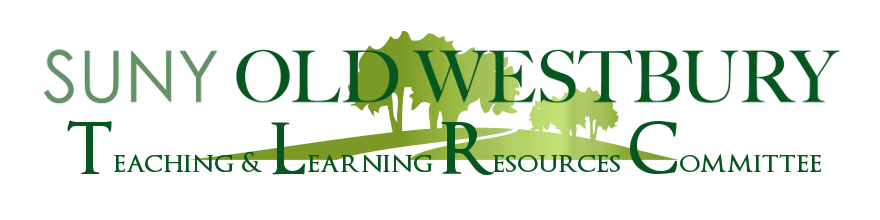 SUNY OLD WESTBURY
TEACHING & LEARNING RESOURCES COMMITTEE